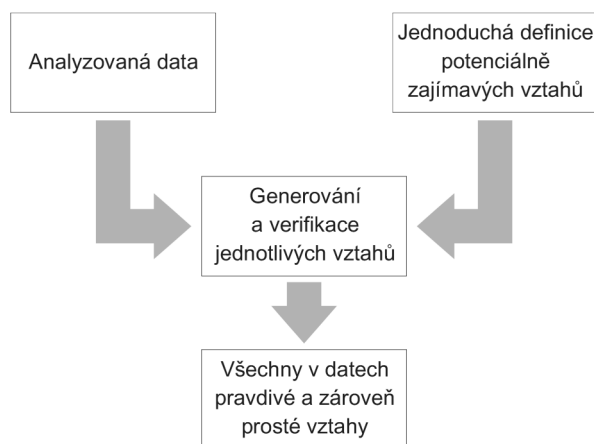 Analyzovaná data
Jednoduchá definice
potenciálně
zajímavých vztahů
Generování
a verifikace
jednotlivých vztahů
Všechny v datech
pravdivé a zároveň
prosté vztahy